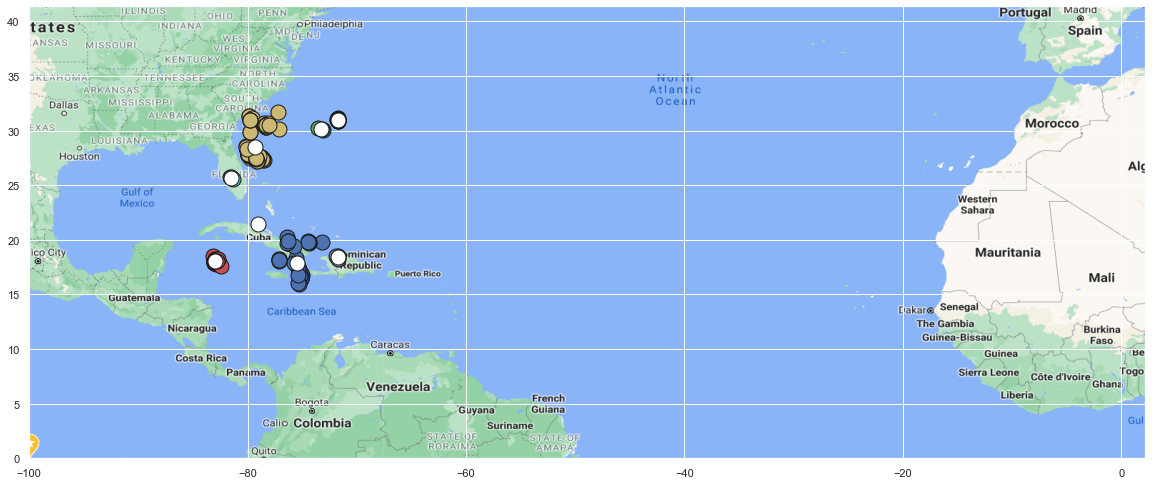 ILLINOIS
OHIO
PENN
Philadelphia
Portugal
Madrid
Spain
tates
INDIANA
MD
DE
NJ
ANSAS
MISSOURI
WEST
VIRGINIA
KENTUCKY
VIRGINIA
OKLAHOMA
TENNESSEE
NORTH
CAROLINA
North
Atlantic
Ocean
ARKANSAS
MISSISSIPPI
SOUTH
CAROLINA
Dallas
ALABAMA
GEORGIA
Morocco
EXAS
LOUISIANA
Houston
Gulf of
Mexico
Alg
Western
Sahara
Cuba
ico City
Dominican
Republic
Puerto Rico
Mauritania
Mali
Guatemala
Caribbean Sea
Dakar
Senegal
The Gambia
Guinea-Bissau
Burkina
Faso
Nicaragua
Caracas
Guinea
Be
Costa Rica
Panama
Venezuela
Sierra Leone
Côte d'Ivoire
Togo
Ghana
Liberia
Bogota
Guyana
French
Guiana
Suriname
Cali
Colombia
STATE OF
RORAIMA
STATE OF
AMAPA
Gul
Quito
40
35
30
25
20
15
10
5
0
−100
−80
−60
−40
−20
0